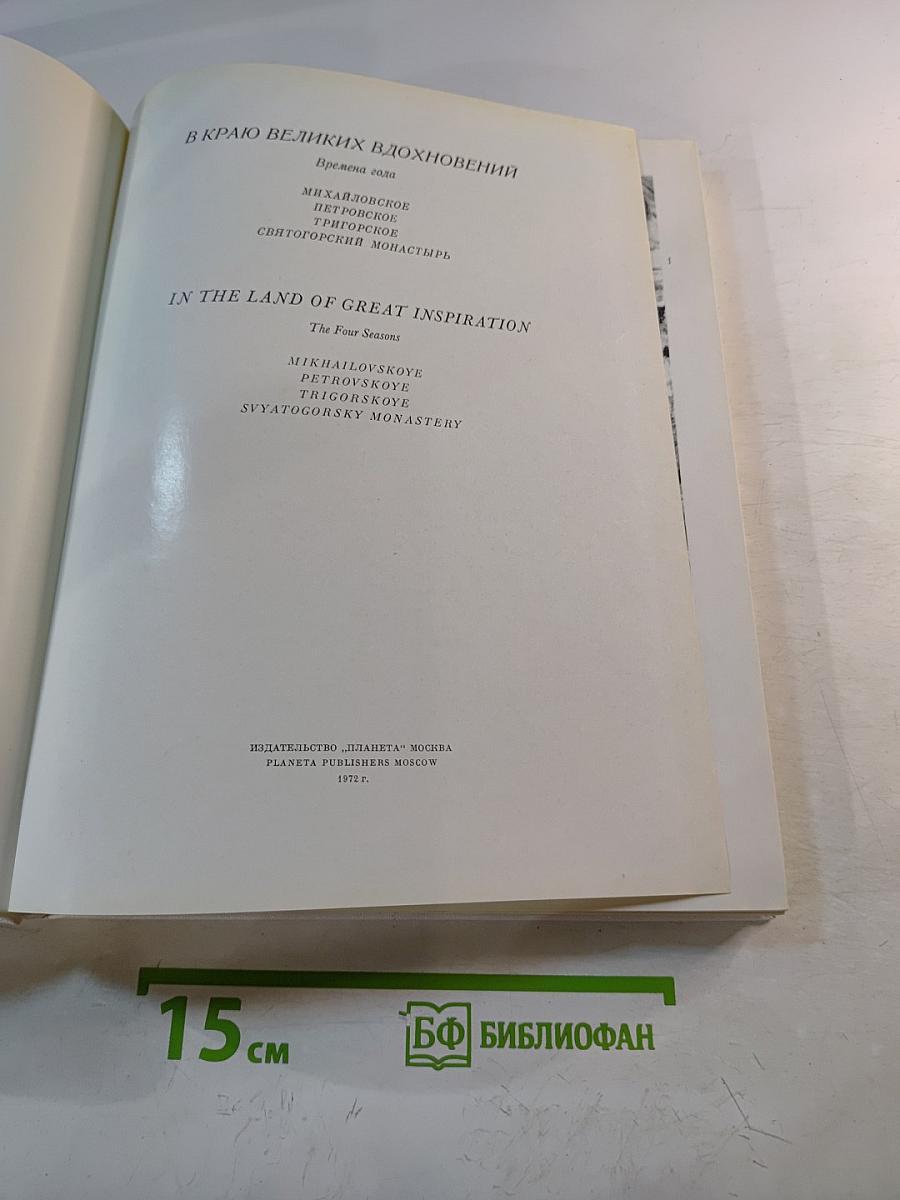 В КРАЮ ВЕЛИКИХ ВДОХНОВЕНИЙ
Времена года
МИХАЙЛОВСКОЕ
ПЕТРОВСКОЕ
ТРИГОРСКОЕ
СВЯТОГОРСКИЙ МОНАСТЫРЬ
IN THE LAND OF GREAT INSPIRATION
The Four Seasons
MIKHAILOVSKOYE
PETROVSKOYE
TRIGORSKOYE
SVYATOGORSKY MONASTERY
ИЗДАТЕЛЬСТВО „ПЛАНЕТА" МОСКВА
PLANETA PUBLISHERS MOSCOW
1972 г.
1
15 см
БФ БИБЛИОФАН